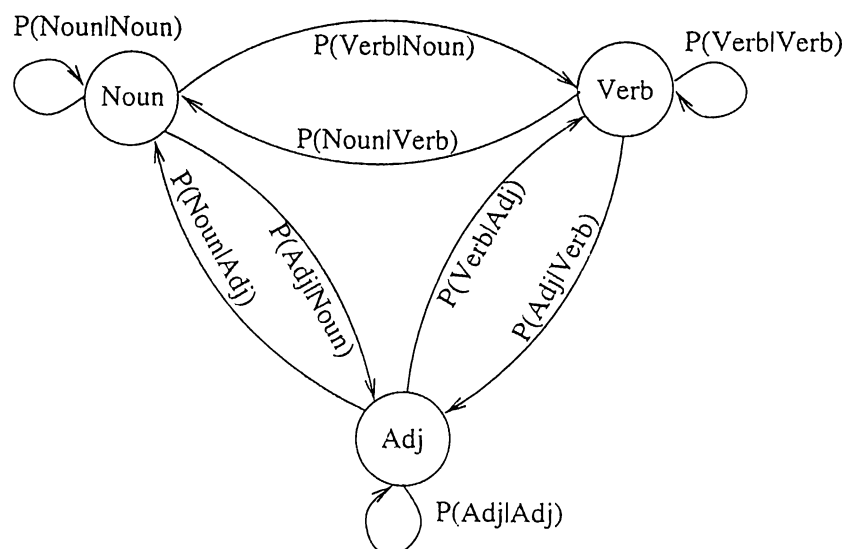 P(Noun|Noun)
P(Verb|Noun)
P(Verb|Verb)
Noun
Verb
P(Noun|Verb)
P(Noun|Adj)
P(Adj|Noun)
P(Verb|Adj)
P(Adj|Verb)
Adj
P(Adj|Adj)